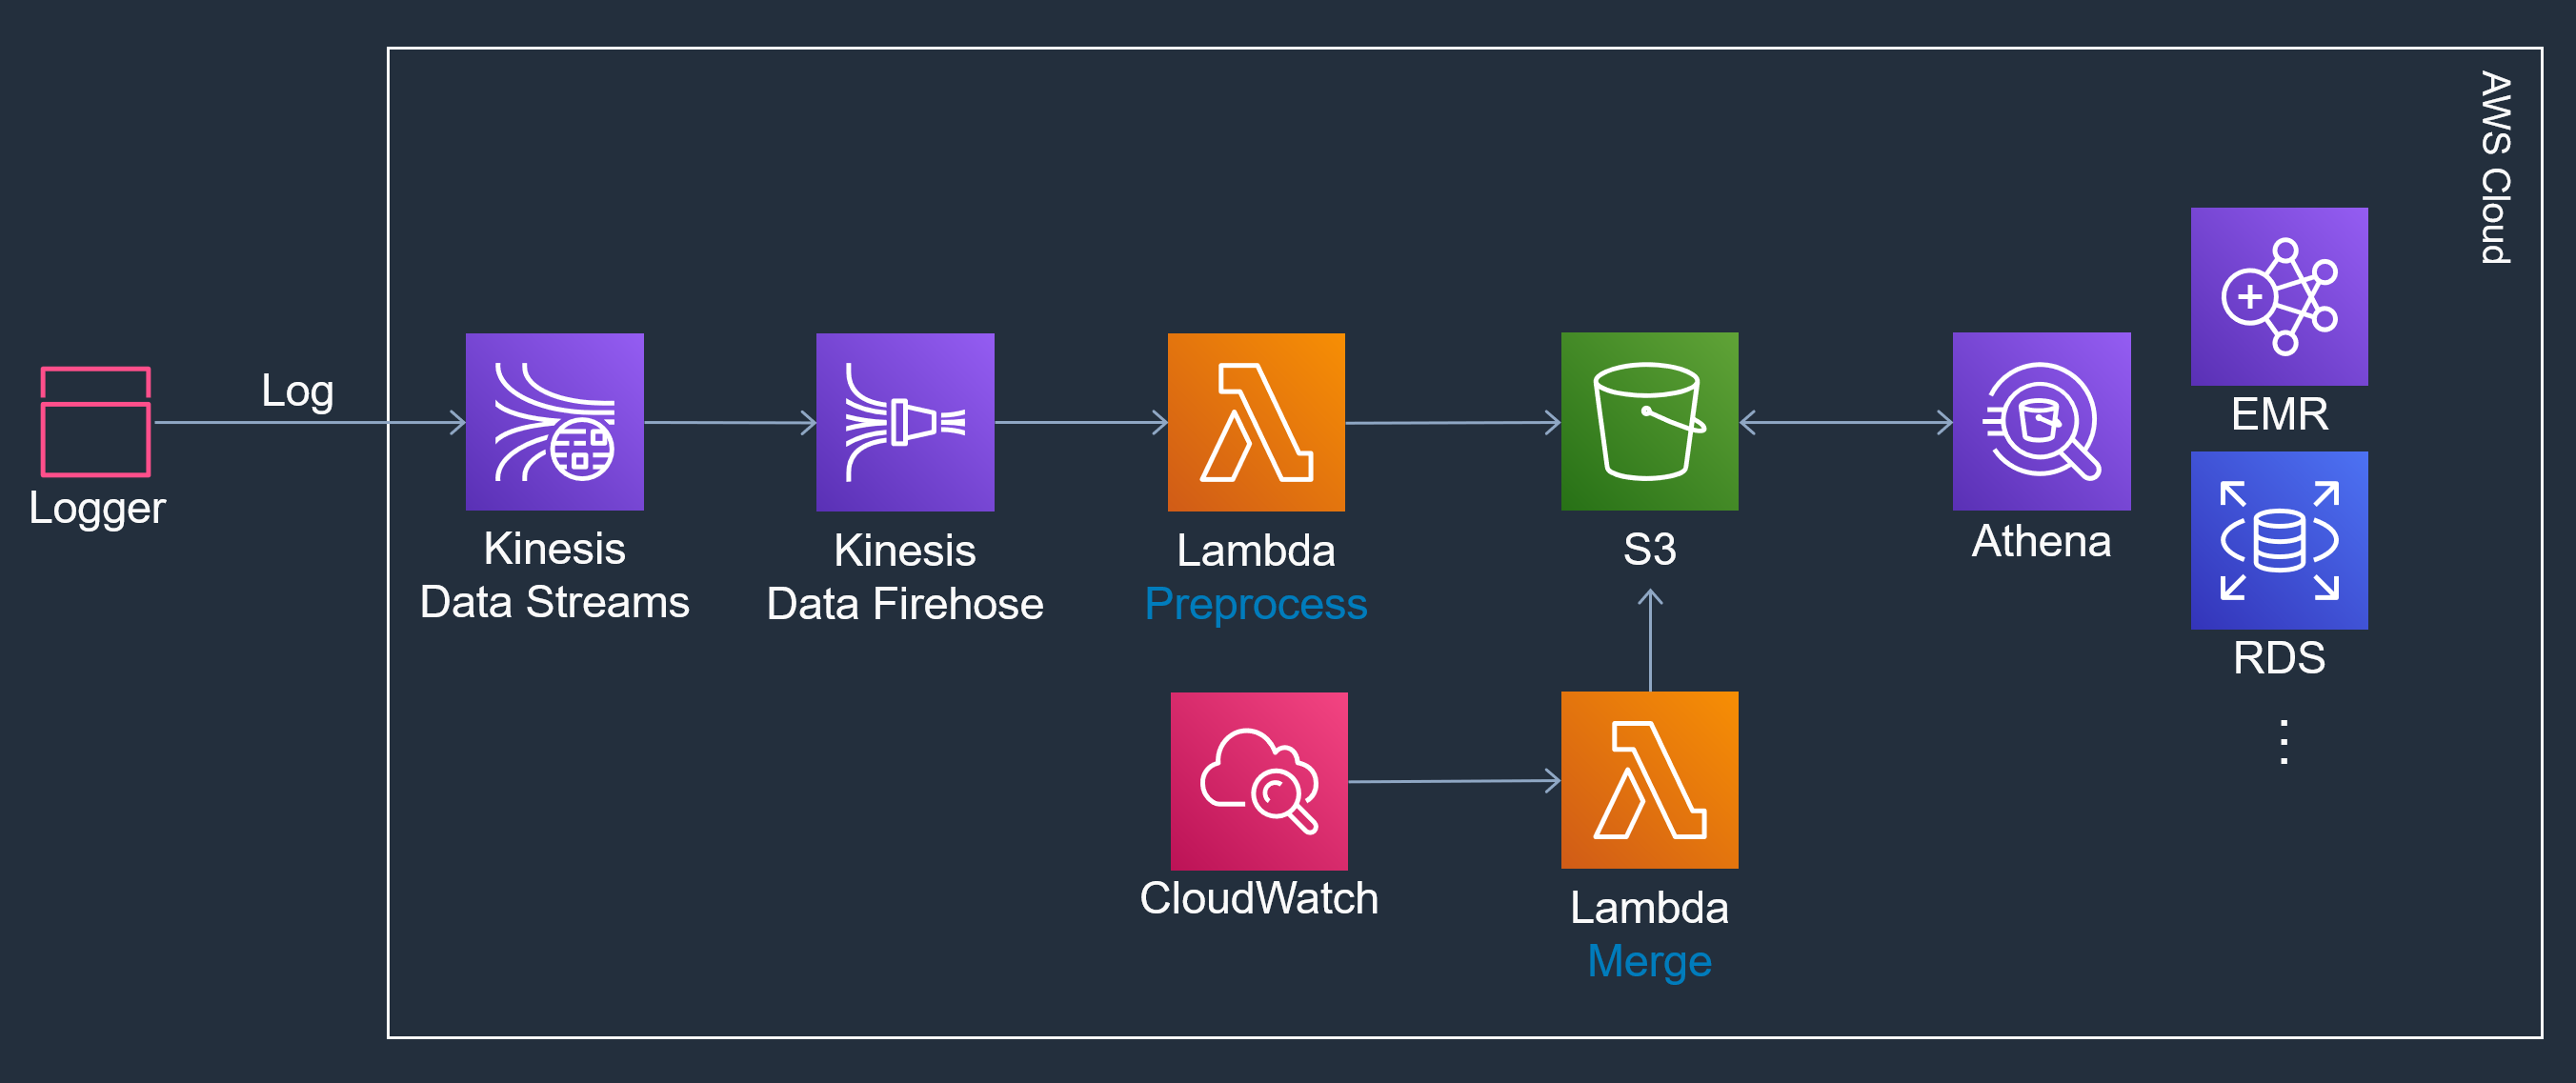 AWS Cloud
Log
Logger
Kinesis
Data Streams
Kinesis
Data Firehose
Lambda
Preprocess
S3
Athena
EMR
RDS
CloudWatch
Lambda
Merge